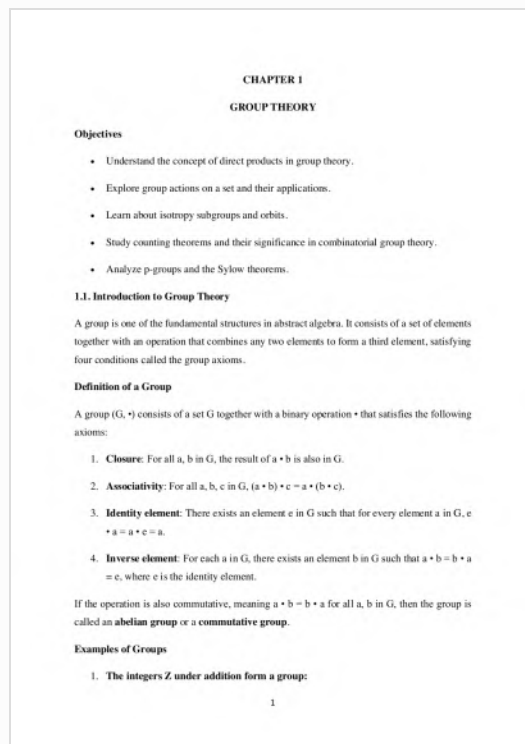 CHAPTER 1
GROUP THEORY
Objectives
• Understand the concept of direct products in group theory.
• Explore group actions on a set and their applications.
• Learn about isotropy subgroups and orbits.
• Study counting theorems and their significance in combinatorial group theory.
• Analyze p-groups and the Sylow theorems.
1.1. Introduction to Group Theory
A group is one of the fundamental structures in abstract algebra. It consists of a set of elements
together with an operation that combines any two elements to form a third element, satisfying
four conditions called the group axioms.
Definition of a Group
A group (G, •) consists of a set G together with a binary operation • that satisfies the following
axioms:
1. Closure: For all a, b in G, the result of a • b is also in G.
2. Associativity: For all a, b, c in G, (a • b) • c = a • (b • c).
3. Identity element: There exists an element e in G such that for every element a in G, e
• a = a • e = a.
4. Inverse element: For each a in G, there exists an element b in G such that a • b = b • a
= e, where e is the identity element.
If the operation is also commutative, meaning a • b = b • a for all a, b in G, then the group is
called an abelian group or a commutative group.
Examples of Groups
1. The integers Z under addition form a group:
1